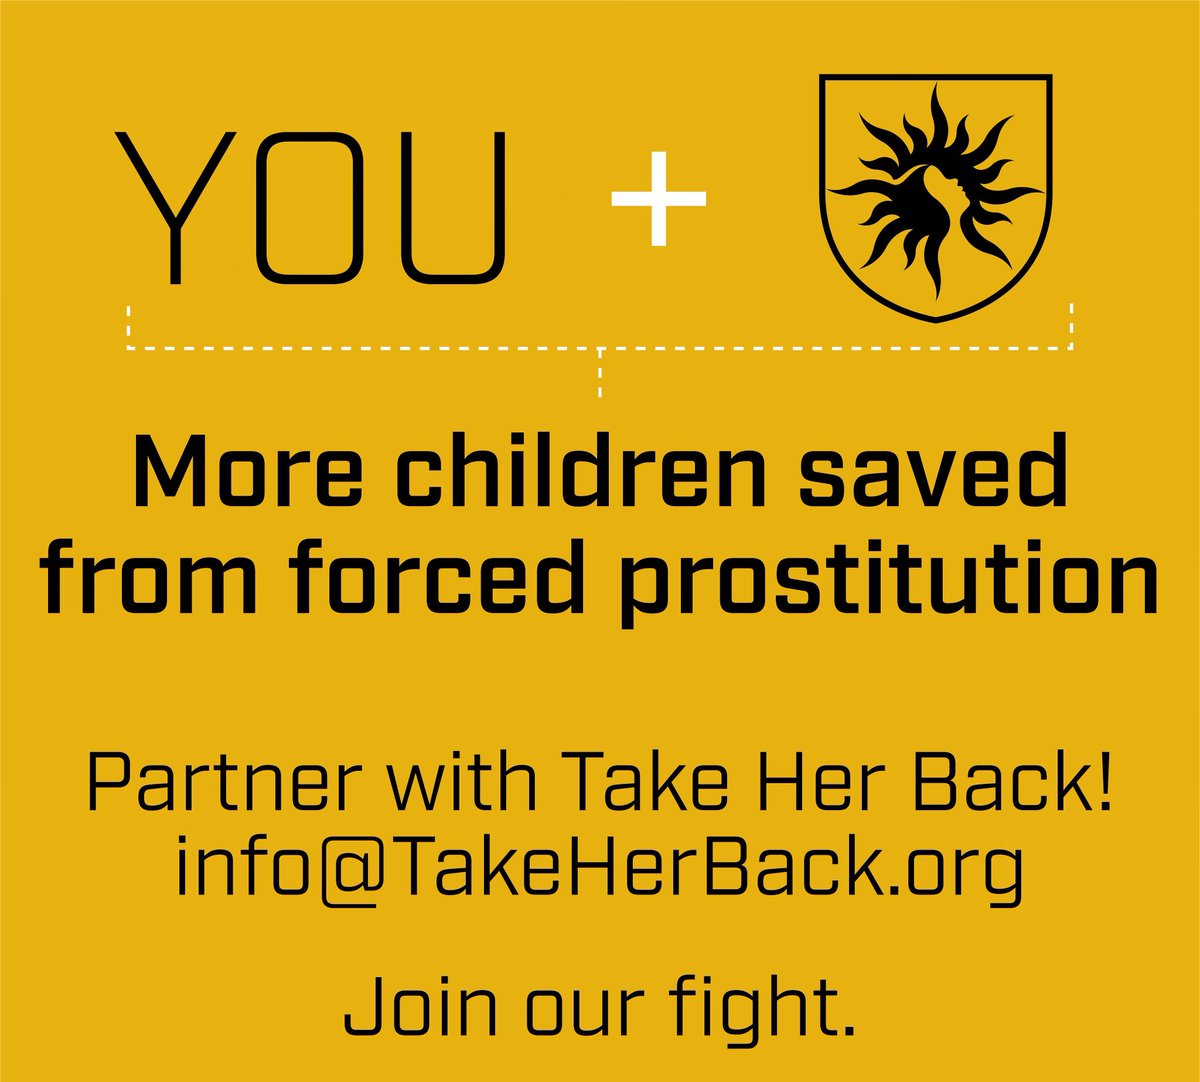 YOU +
More children saved
from forced prostitution
Partner with Take Her Back!
info@TakeHerBack.org
Join our fight.